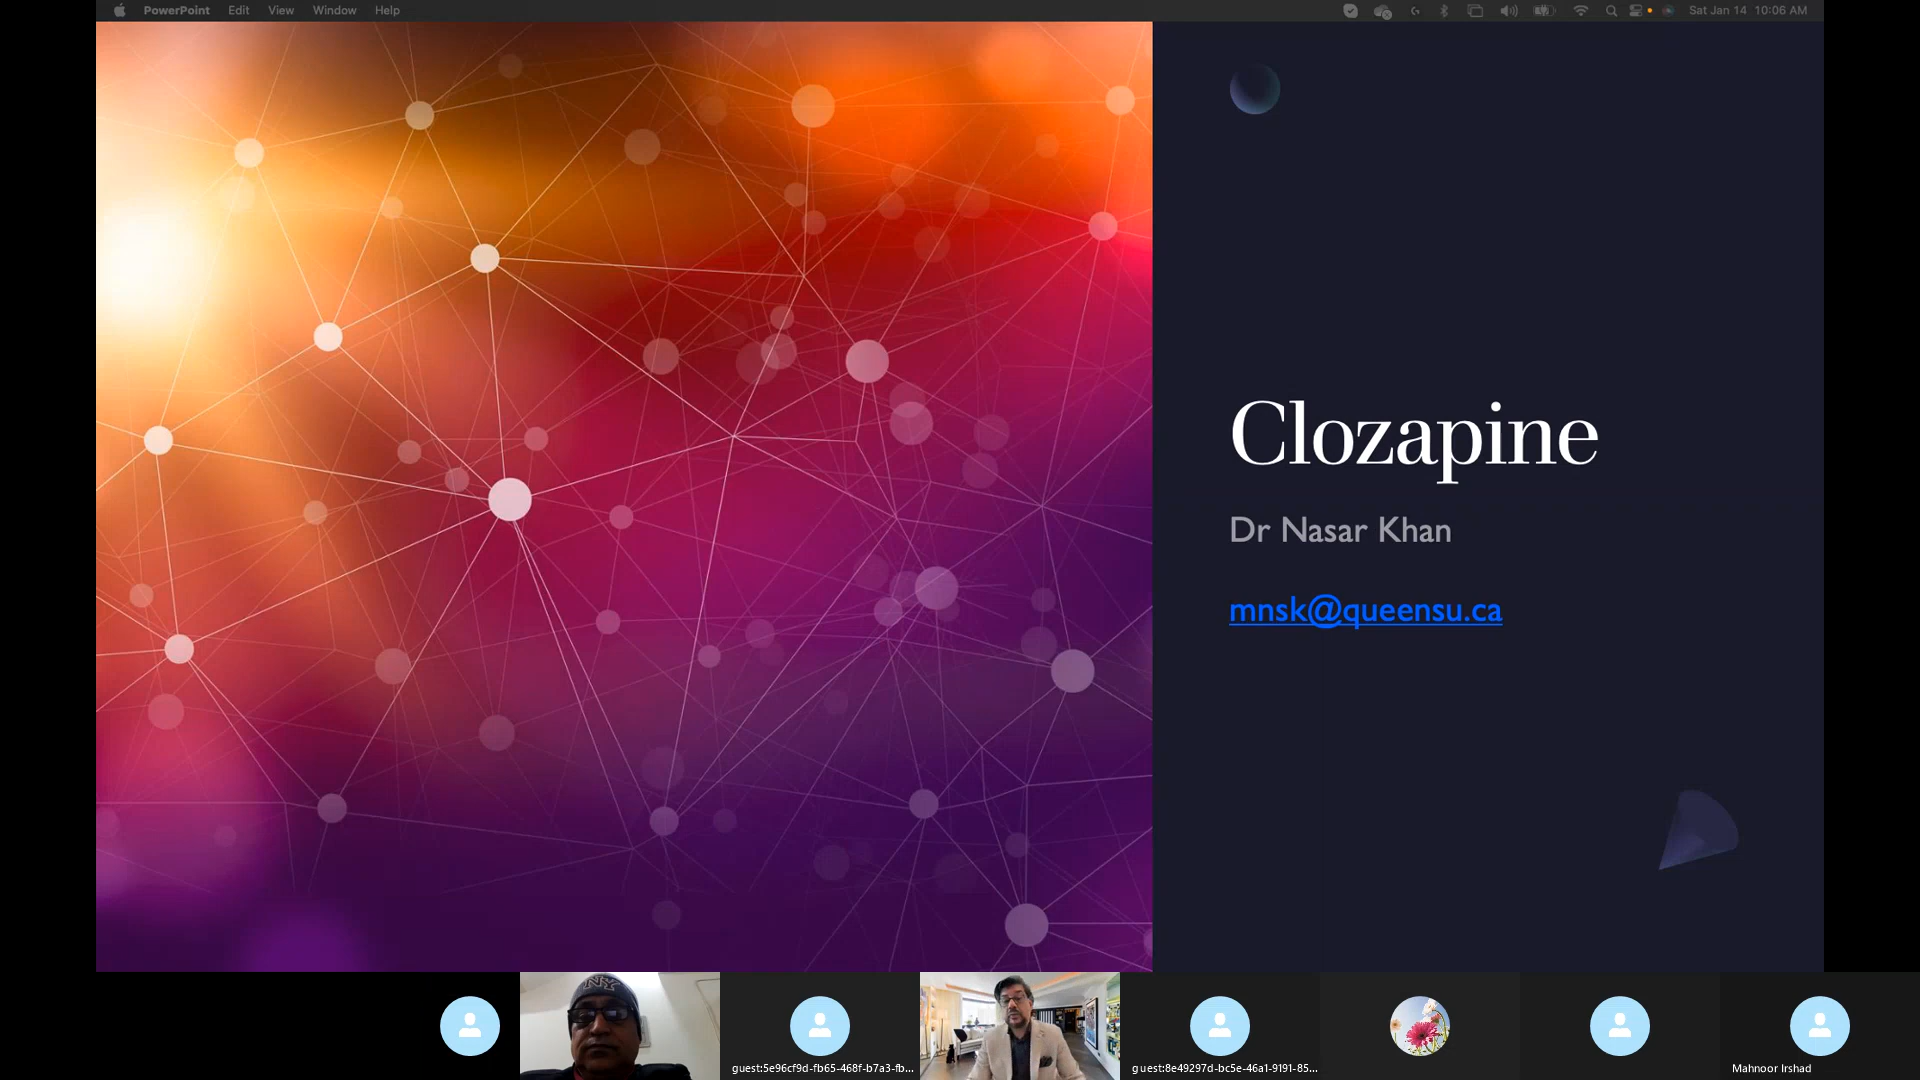 PowerPoint Edit View Window Help Sat Jan 14 10:06 AM
Clozapine
Dr Nasar Khan
mnsk@queensu.ca
NY
guest:5e96cf9d-fb65-468f-b7a3-fb...
guest:8e49297d-bc5e-46a1-9191-85...
Mahnoor Irshad